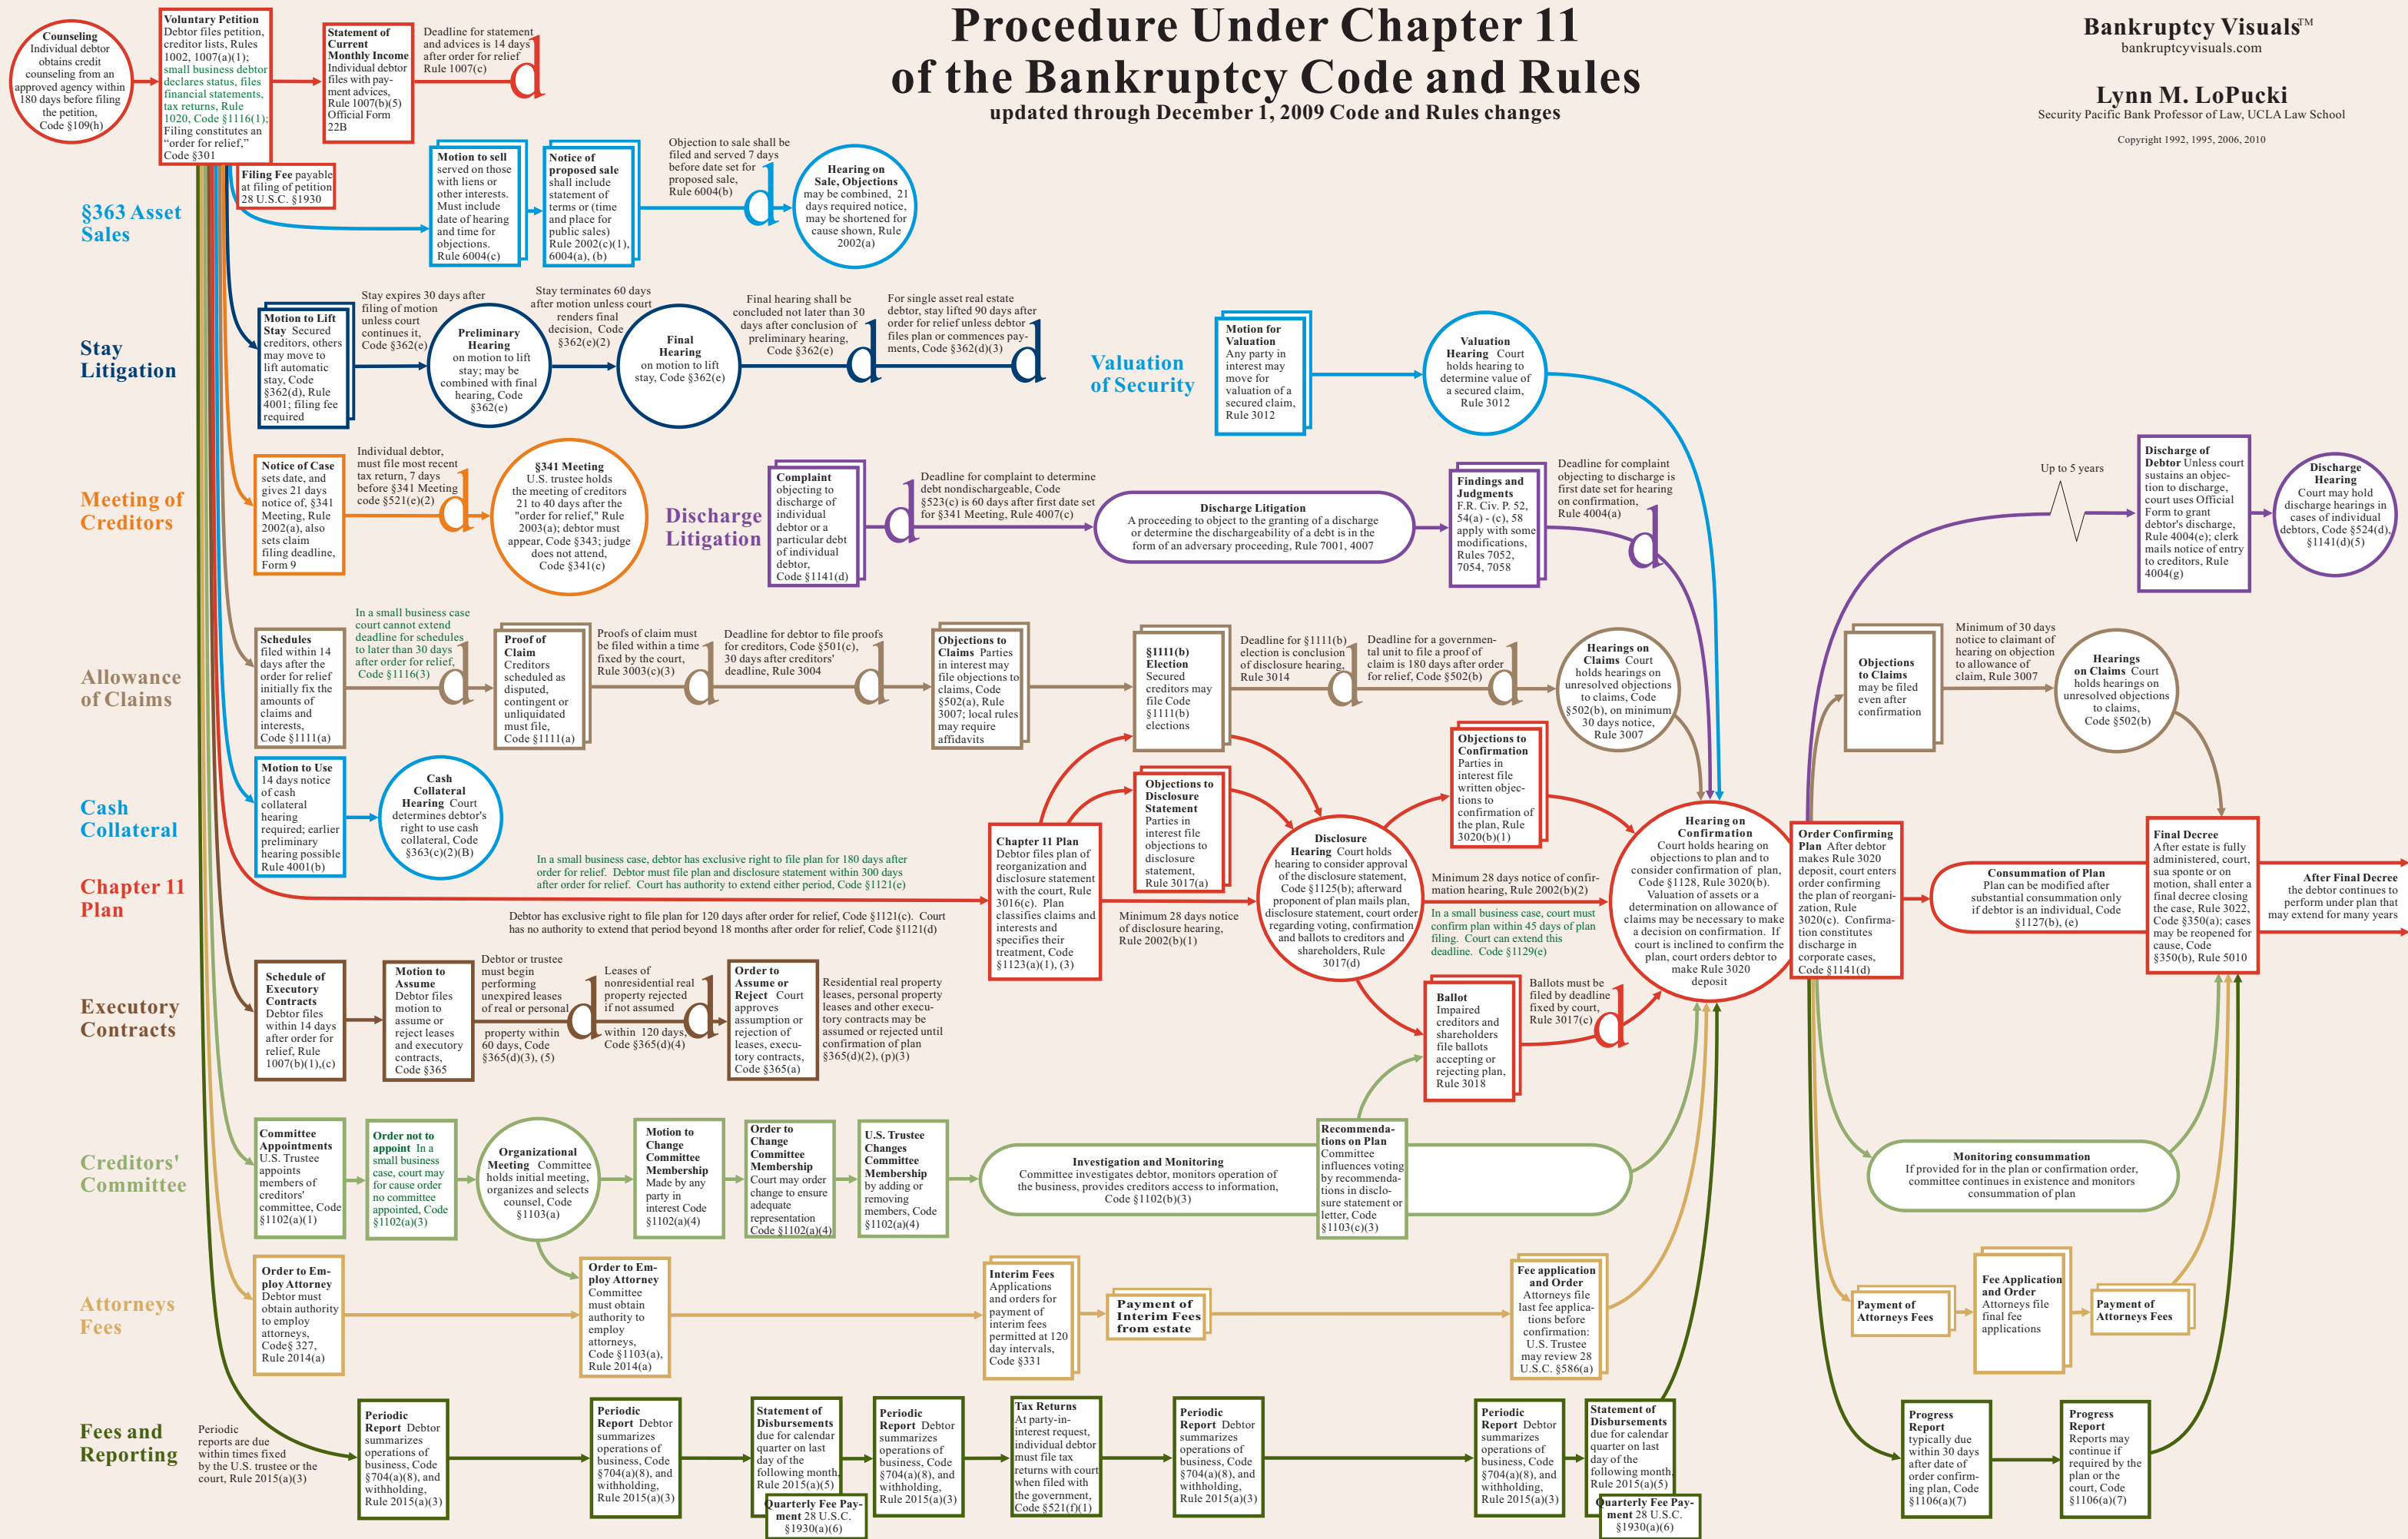 Procedure Under Chapter 11
of the Bankruptcy Code and Rules
updated through December 1, 2009 Code and Rules changes
Bankruptcy Visuals™
bankruptcyvisuals.com
Lynn M. LoPucki
Security Pacific Bank Professor of Law, UCLA Law School
Copyright 1992, 1995, 2006, 2010
Counseling
Individual debtor
obtains credit
counseling from an
approved agency within
180 days before filing
the petition,
Code §109(h)
Voluntary Petition
Debtor files petition,
creditor lists, Rules
1002, 1007(a)(1);
small business debtor
declares status, files
financial statements,
tax returns, Rule
1020, Code §1116(1);
Filing constitutes an
“order for relief,”
Code §301
Filing Fee payable
at filing of petition
28 U.S.C. §1930
Statement of
Current
Monthly Income
Individual debtor
files with pay-
ment advices,
Rule 1007(b)(5)
Official Form
22B
Deadline for statement
and advices is 14 days
after order for relief
Rule 1007(c)
d
§363 Asset
Sales
Motion to sell
served on those
with liens or
other interests.
Must include
date of hearing
and time for
objections.
Rule 6004(c)
Notice of
proposed sale
shall include
statement of
terms or (time
and place for
public sales)
Rule 2002(c)(1),
6004(a), (b)
Objection to sale shall be
filed and served 7 days
before date set for
proposed sale,
Rule 6004(b)
d
Hearing on
Sale, Objections
may be combined, 21
days required notice,
may be shortened for
cause shown, Rule
2002(a)
Stay
Litigation
Motion to Lift
Stay Secured
creditors, others
may move to
lift automatic
stay, Code
§362(d), Rule
4001; filing fee
required
Stay expires 30 days after
filing of motion
unless court
continues it,
Code §362(e)
Preliminary
Hearing
on motion to lift
stay; may be
combined with final
hearing, Code
§362(e)
Stay terminates 60 days
after motion unless court
renders final
decision, Code
§362(e)(2)
Final
Hearing
on motion to lift
stay, Code §362(e)
Final hearing shall be
concluded not later than 30
days after conclusion of
preliminary hearing,
Code §362(e)
d
For single asset real estate
debtor, stay lifted 90 days after
order for relief unless debtor
files plan or commences pay-
ments, Code §362(d)(3)
d
Valuation
of Security
Motion for
Valuation
Any party in
interest may
move for
valuation of a
secured claim,
Rule 3012
Valuation
Hearing Court
holds hearing to
determine value of
a secured claim,
Rule 3012
Meeting of
Creditors
Notice of Case
sets date, and
gives 21 days
notice of, §341
Meeting, Rule
2002(a), also
sets claim
filing deadline,
Form 9
Individual debtor,
must file most recent
tax return, 7 days
before §341 Meeting
code §521(e)(2)
d
§341 Meeting
U.S. trustee holds
the meeting of creditors
21 to 40 days after the
"order for relief," Rule
2003(a); debtor must
appear, Code §343; judge
does not attend,
Code §341(c)
Discharge
Litigation
Complaint
objecting to
discharge of
individual
debtor or a
particular debt
of individual
debtor,
Code §1141(d)
d
Deadline for complaint to determine
debt nondischargeable, Code
§523(c) is 60 days after first date set
for §341 Meeting, Rule 4007(c)
Discharge Litigation
A proceeding to object to the granting of a discharge
or determine the dischargeability of a debt is in the
form of an adversary proceeding, Rule 7001, 4007
Findings and
Judgments
F.R. Civ. P. 52,
54(a) - (c), 58
apply with some
modifications,
Rules 7052,
7054, 7058
Deadline for complaint
objecting to discharge is
first date set for hearing
on confirmation,
Rule 4004(a)
d
Up to 5 years
Discharge of
Debtor Unless court
sustains an objec-
tion to discharge,
court uses Official
Form to grant
debtor's discharge,
Rule 4004(e); clerk
mails notice of entry
to creditors, Rule
4004(g)
Discharge
Hearing
Court may hold
discharge hearings in
cases of individual
debtors, Code §524(d),
§1141(d)(5)
Allowance
of Claims
Schedules
filed within 14
days after the
order for relief
initially fix the
amounts of
claims and
interests,
Code §1111(a)
In a small business case
court cannot extend
deadline for schedules
to later than 30 days
after order for relief,
Code §1116(3)
d
Proof of
Claim
Creditors
scheduled as
disputed,
contingent or
unliquidated
must file,
Code §1111(a)
Proofs of claim must
be filed within a time
fixed by the court,
Rule 3003(c)(3)
d
Deadline for debtor to file proofs
for creditors, Code §501(c),
30 days after creditors'
deadline, Rule 3004
d
Objections to
Claims Parties
in interest may
file objections to
claims, Code
§502(a), Rule
3007; local rules
may require
affidavits
§1111(b)
Election
Secured
creditors may
file Code
§1111(b)
elections
Deadline for §1111(b)
election is conclusion
of disclosure hearing,
Rule 3014
d
Deadline for a governmen-
tal unit to file a proof of
claim is 180 days after order
for relief, Code §502(b)
d
Hearings on
Claims Court
holds hearings on
unresolved objections
to claims, Code
§502(b), on minimum
30 days notice,
Rule 3007
Objections
to Claims
may be filed
even after
confirmation
Minimum of 30 days
notice to claimant of
hearing on objection
to allowance of
claim, Rule 3007
Hearings
on Claims Court
holds hearings on
unresolved objections
to claims,
Code §502(b)
Cash
Collateral
Motion to Use
14 days notice
of cash
collateral
hearing
required; earlier
preliminary
hearing possible
Rule 4001(b)
Cash
Collateral
Hearing Court
determines debtor's
right to use cash
collateral, Code
§363(c)(2)(B)
Chapter 11
Plan
In a small business case, debtor has exclusive right to file plan for 180 days after
order for relief. Debtor must file plan and disclosure statement within 300 days
after order for relief. Court has authority to extend either period, Code §1121(e)
Debtor has exclusive right to file plan for 120 days after order for relief, Code §1121(c). Court
has no authority to extend that period beyond 18 months after order for relief, Code §1121(d)
Chapter 11 Plan
Debtor files plan of
reorganization and
disclosure statement
with the court, Rule
3016(c). Plan
classifies claims and
interests and
specifies their
treatment, Code
§1123(a)(1), (3)
Objections to
Disclosure
Statement
Parties in
interest file
objections to
disclosure
statement,
Rule 3017(a)
Minimum 28 days notice
of disclosure hearing,
Rule 2002(b)(1)
Disclosure
Hearing Court holds
hearing to consider approval
of the disclosure statement,
Code §1125(b); afterward
proponent of plan mails plan,
disclosure statement, court order
regarding voting, confirmation
and ballots to creditors and
shareholders, Rule
3017(d)
Objections to
Confirmation
Parties in
interest file
written objec-
tions to
confirmation of
the plan, Rule
3020(b)(1)
Minimum 28 days notice of confir-
mation hearing, Rule 2002(b)(2)
In a small business case, court must
confirm plan within 45 days of plan
filing. Court can extend this
deadline. Code §1129(e)
Ballot
Impaired
creditors and
shareholders
file ballots
accepting or
rejecting plan,
Rule 3018
Ballots must be
filed by deadline
fixed by court,
Rule 3017(c)
d
Hearing on
Confirmation
Court holds hearing on
objections to plan and to
consider confirmation of plan,
Code §1128, Rule 3020(b).
Valuation of assets or a
determination on allowance of
claims may be necessary to make
a decision on confirmation. If
court is inclined to confirm the
plan, court orders debtor to
make Rule 3020
deposit
Order Confirming
Plan After debtor
makes Rule 3020
deposit, court enters
order confirming
the plan of reorgani-
zation, Rule
3020(c). Confirma-
tion constitutes
discharge in
corporate cases,
Code §1141(d)
Consummation of Plan
Plan can be modified after
substantial consummation only
if debtor is an individual, Code
§1127(b), (e)
Final Decree
After estate is fully
administered, court,
sua sponte or on
motion, shall enter a
final decree closing
the case, Rule 3022,
Code §350(a); cases
may be reopened for
cause, Code
§350(b), Rule 5010
After Final Decree
the debtor continues to
perform under plan that
may extend for many years
Executory
Contracts
Schedule of
Executory
Contracts
Debtor files
within 14 days
after order for
relief, Rule
1007(b)(1),(c)
Motion to
Assume
Debtor files
motion to
assume or
reject leases
and executory
contracts,
Code §365
Debtor or trustee
must begin
performing
unexpired leases
of real or personal
property within
60 days, Code
§365(d)(3), (5)
d
Leases of
nonresidential real
property rejected
if not assumed
within 120 days,
Code §365(d)(4)
d
Order to
Assume or
Reject Court
approves
assumption or
rejection of
leases, execu-
tory contracts,
Code §365(a)
Residential real property
leases, personal property
leases and other execu-
tory contracts may be
assumed or rejected until
confirmation of plan
§365(d)(2), (p)(3)
Creditors'
Committee
Committee
Appointments
U.S. Trustee
appoints
members of
creditors'
committee, Code
§1102(a)(1)
Order not to
appoint In a
small business
case, court may
for cause order
no committee
appointed, Code
§1102(a)(3)
Organizational
Meeting Committee
holds initial meeting,
organizes and selects
counsel, Code
§1103(a)
Motion to
Change
Committee
Membership
Made by any
party in
interest Code
§1102(a)(4)
Order to
Change
Committee
Membership
Court may order
change to ensure
adequate
representation
Code §1102(a)(4)
U.S. Trustee
Changes
Committee
Membership
by adding or
removing
members, Code
§1102(a)(4)
Investigation and Monitoring
Committee investigates debtor, monitors operation of
the business, provides creditors access to information,
Code §1102(b)(3)
Recommenda-
tions on Plan
Committee
influences voting
by recommenda-
tions in disclo-
sure statement or
letter, Code
§1103(c)(3)
Monitoring consummation
If provided for in the plan or confirmation order,
committee continues in existence and monitors
consummation of plan
Attorneys
Fees
Order to Em-
ploy Attorney
Debtor must
obtain authority
to employ
attorneys,
Code§ 327,
Rule 2014(a)
Order to Em-
ploy Attorney
Committee
must obtain
authority to
employ
attorneys,
Code §1103(a),
Rule 2014(a)
Interim Fees
Applications
and orders for
payment of
interim fees
permitted at 120
day intervals,
Code §331
Payment of
Interim Fees
from estate
Fee application
and Order
Attorneys file
last fee applica-
tions before
confirmation:
U.S. Trustee
may review 28
U.S.C. §586(a)
Payment of
Attorneys Fees
Fee Application
and Order
Attorneys file
final fee
applications
Payment of
Attorneys Fees
Fees and
Reporting
Periodic
reports are due
within times fixed
by the U.S. trustee or the
court, Rule 2015(a)(3)
Periodic
Report Debtor
summarizes
operations of
business, Code
§704(a)(8), and
withholding,
Rule 2015(a)(3)
Periodic
Report Debtor
summarizes
operations of
business, Code
§704(a)(8), and
withholding,
Rule 2015(a)(3)
Statement of
Disbursements
due for calendar
quarter on last
day of the
following month,
Rule 2015(a)(5)
Quarterly Fee Pay-
ment 28 U.S.C.
§1930(a)(6)
Periodic
Report Debtor
summarizes
operations of
business, Code
§704(a)(8), and
withholding,
Rule 2015(a)(3)
Tax Returns
At party-in-
interest request,
individual debtor
must file tax
returns with court
when filed with
the government,
Code §521(f)(1)
Periodic
Report Debtor
summarizes
operations of
business, Code
§704(a)(8), and
withholding,
Rule 2015(a)(3)
Periodic
Report Debtor
summarizes
operations of
business, Code
§704(a)(8), and
withholding,
Rule 2015(a)(3)
Statement of
Disbursements
due for calendar
quarter on last
day of the
following month,
Rule 2015(a)(5)
Quarterly Fee Pay-
ment 28 U.S.C.
§1930(a)(6)
Progress
Report
typically due
within 30 days
after date of
order confirm-
ing plan, Code
§1106(a)(7)
Progress
Report
Reports may
continue if
required by the
plan or the
court, Code
§1106(a)(7)